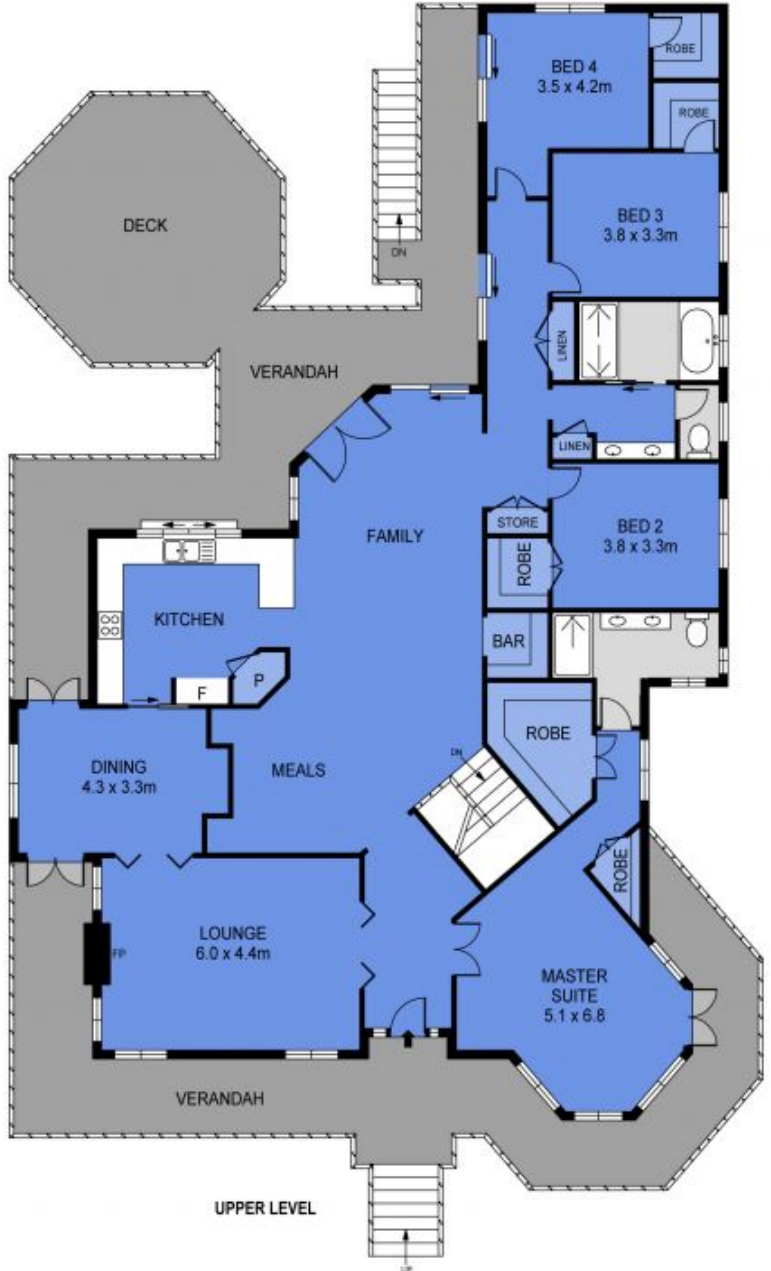 BED 4
3.5 x 4.2m
ROBE
ROBE
DECK
BED 3
3.8 x 3.3m
DN
LINEN
VERANDAH
LINEN
STORE
FAMILY
BED 2
3.8 x 3.3m
ROBE
KITCHEN
BAR
P
F
ROBE
DINING
4.3 x 3.3m
MEALS
DN
ROBE
LOUNGE
6.0 x 4.4m
FP
MASTER
SUITE
5.1 x 6.8
VERANDAH
UPPER LEVEL
UP